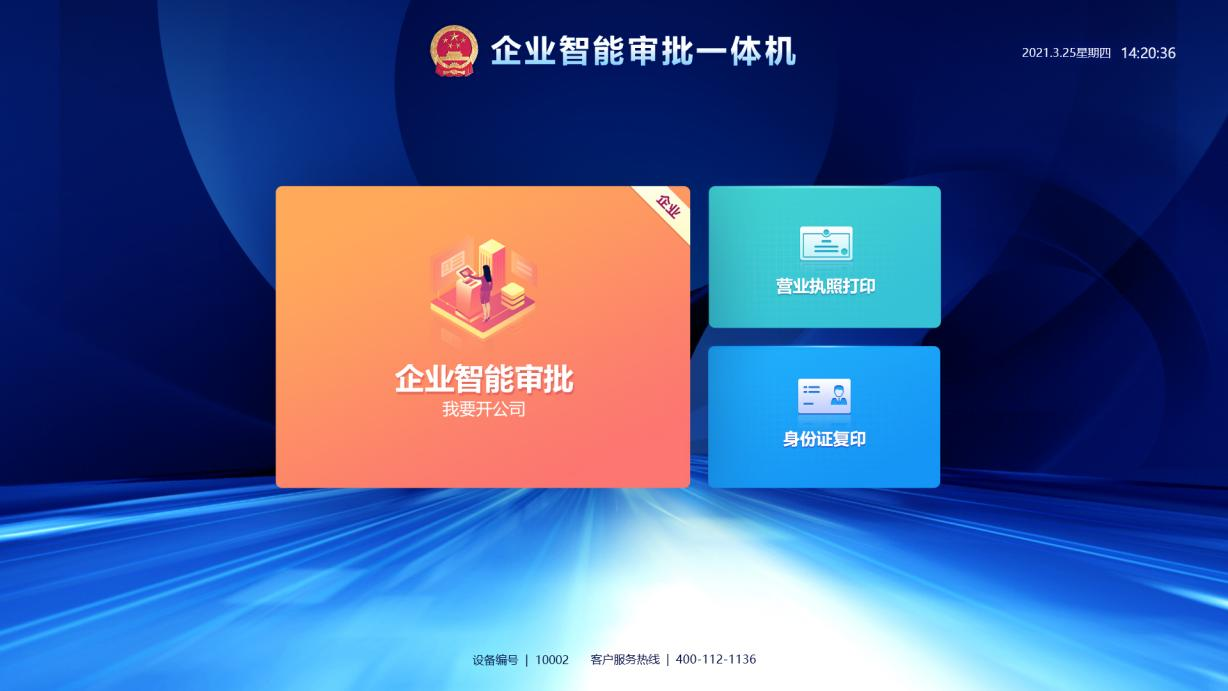 企业智能审批一体机
2021.3.25星期四 14:20:36
企业
企业智能审批
我要开公司
营业执照打印
身份证复印
设备编号 | 10002 客户服务热线 | 400-112-1136